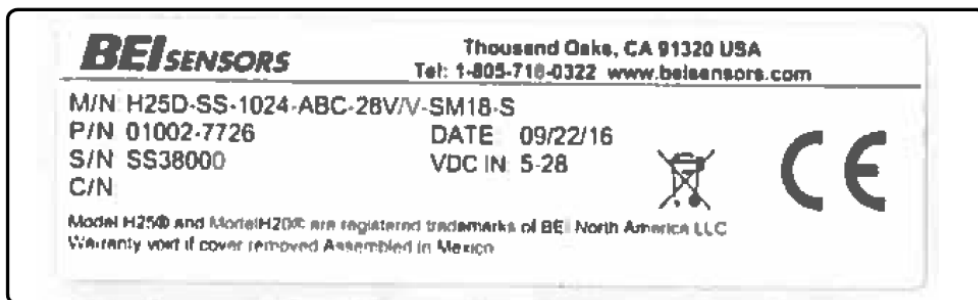 BEI SENSORS
Thousand Oaks, CA 91320 USA
Tel: 1-805-716-0322 www.beisensors.com
M/N H25D-SS-1024-ABC-28V/V-SM18-S
P/N 01002-7726 DATE 09/22/16
S/N SS38000 VDC IN 5-28
C/N
Model H25® and ModelH20® are registered trademarks of BEI North America LLC
Warranty void if cover removed Assembled in Mexico
CE